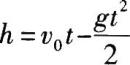 h = v₀t - gt²/2